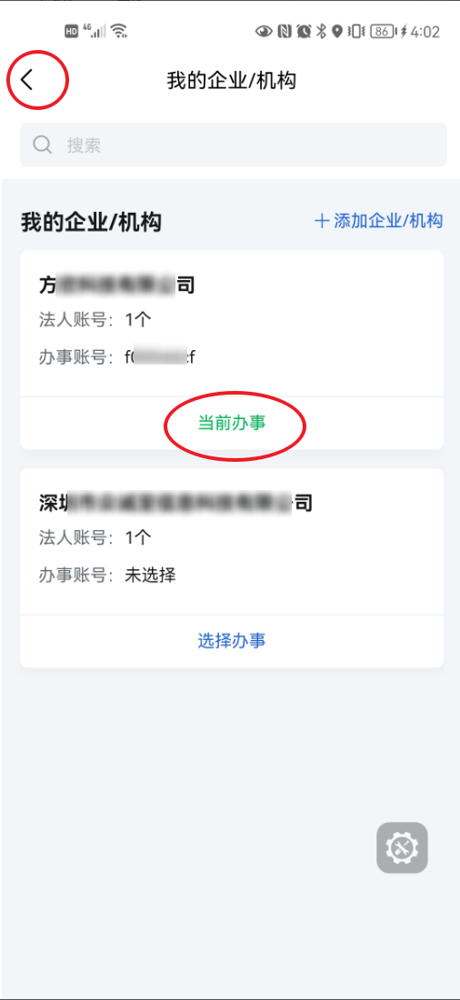 HD 4G 86 4:02
我的企业/机构
搜索
我的企业/机构 +添加企业/机构
方 司
法人账号：1个
办事账号：f f
当前办事
深圳 司
法人账号：1个
办事账号：未选择
选择办事